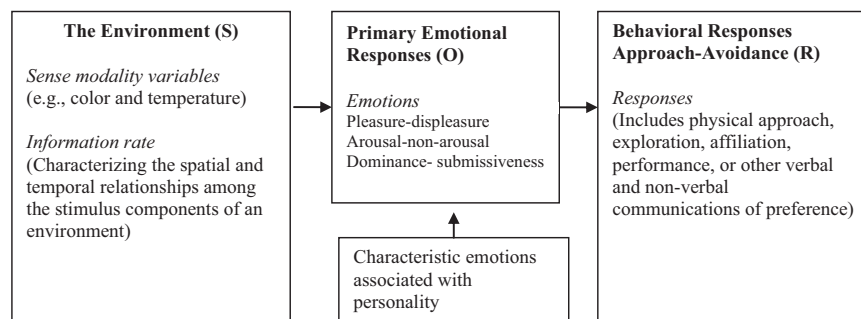 The Environment (S)
Sense modality variables
(e.g., color and temperature)
Information rate
(Characterizing the spatial and
temporal relationships among
the stimulus components of an
environment)
Primary Emotional
Responses (O)
Emotions
Pleasure-displeasure
Arousal-non-arousal
Dominance- submissiveness
Characteristic emotions
associated with
personality
Behavioral Responses
Approach-Avoidance (R)
Responses
(Includes physical approach,
exploration, affiliation,
performance, or other verbal
and non-verbal
communications of preference)